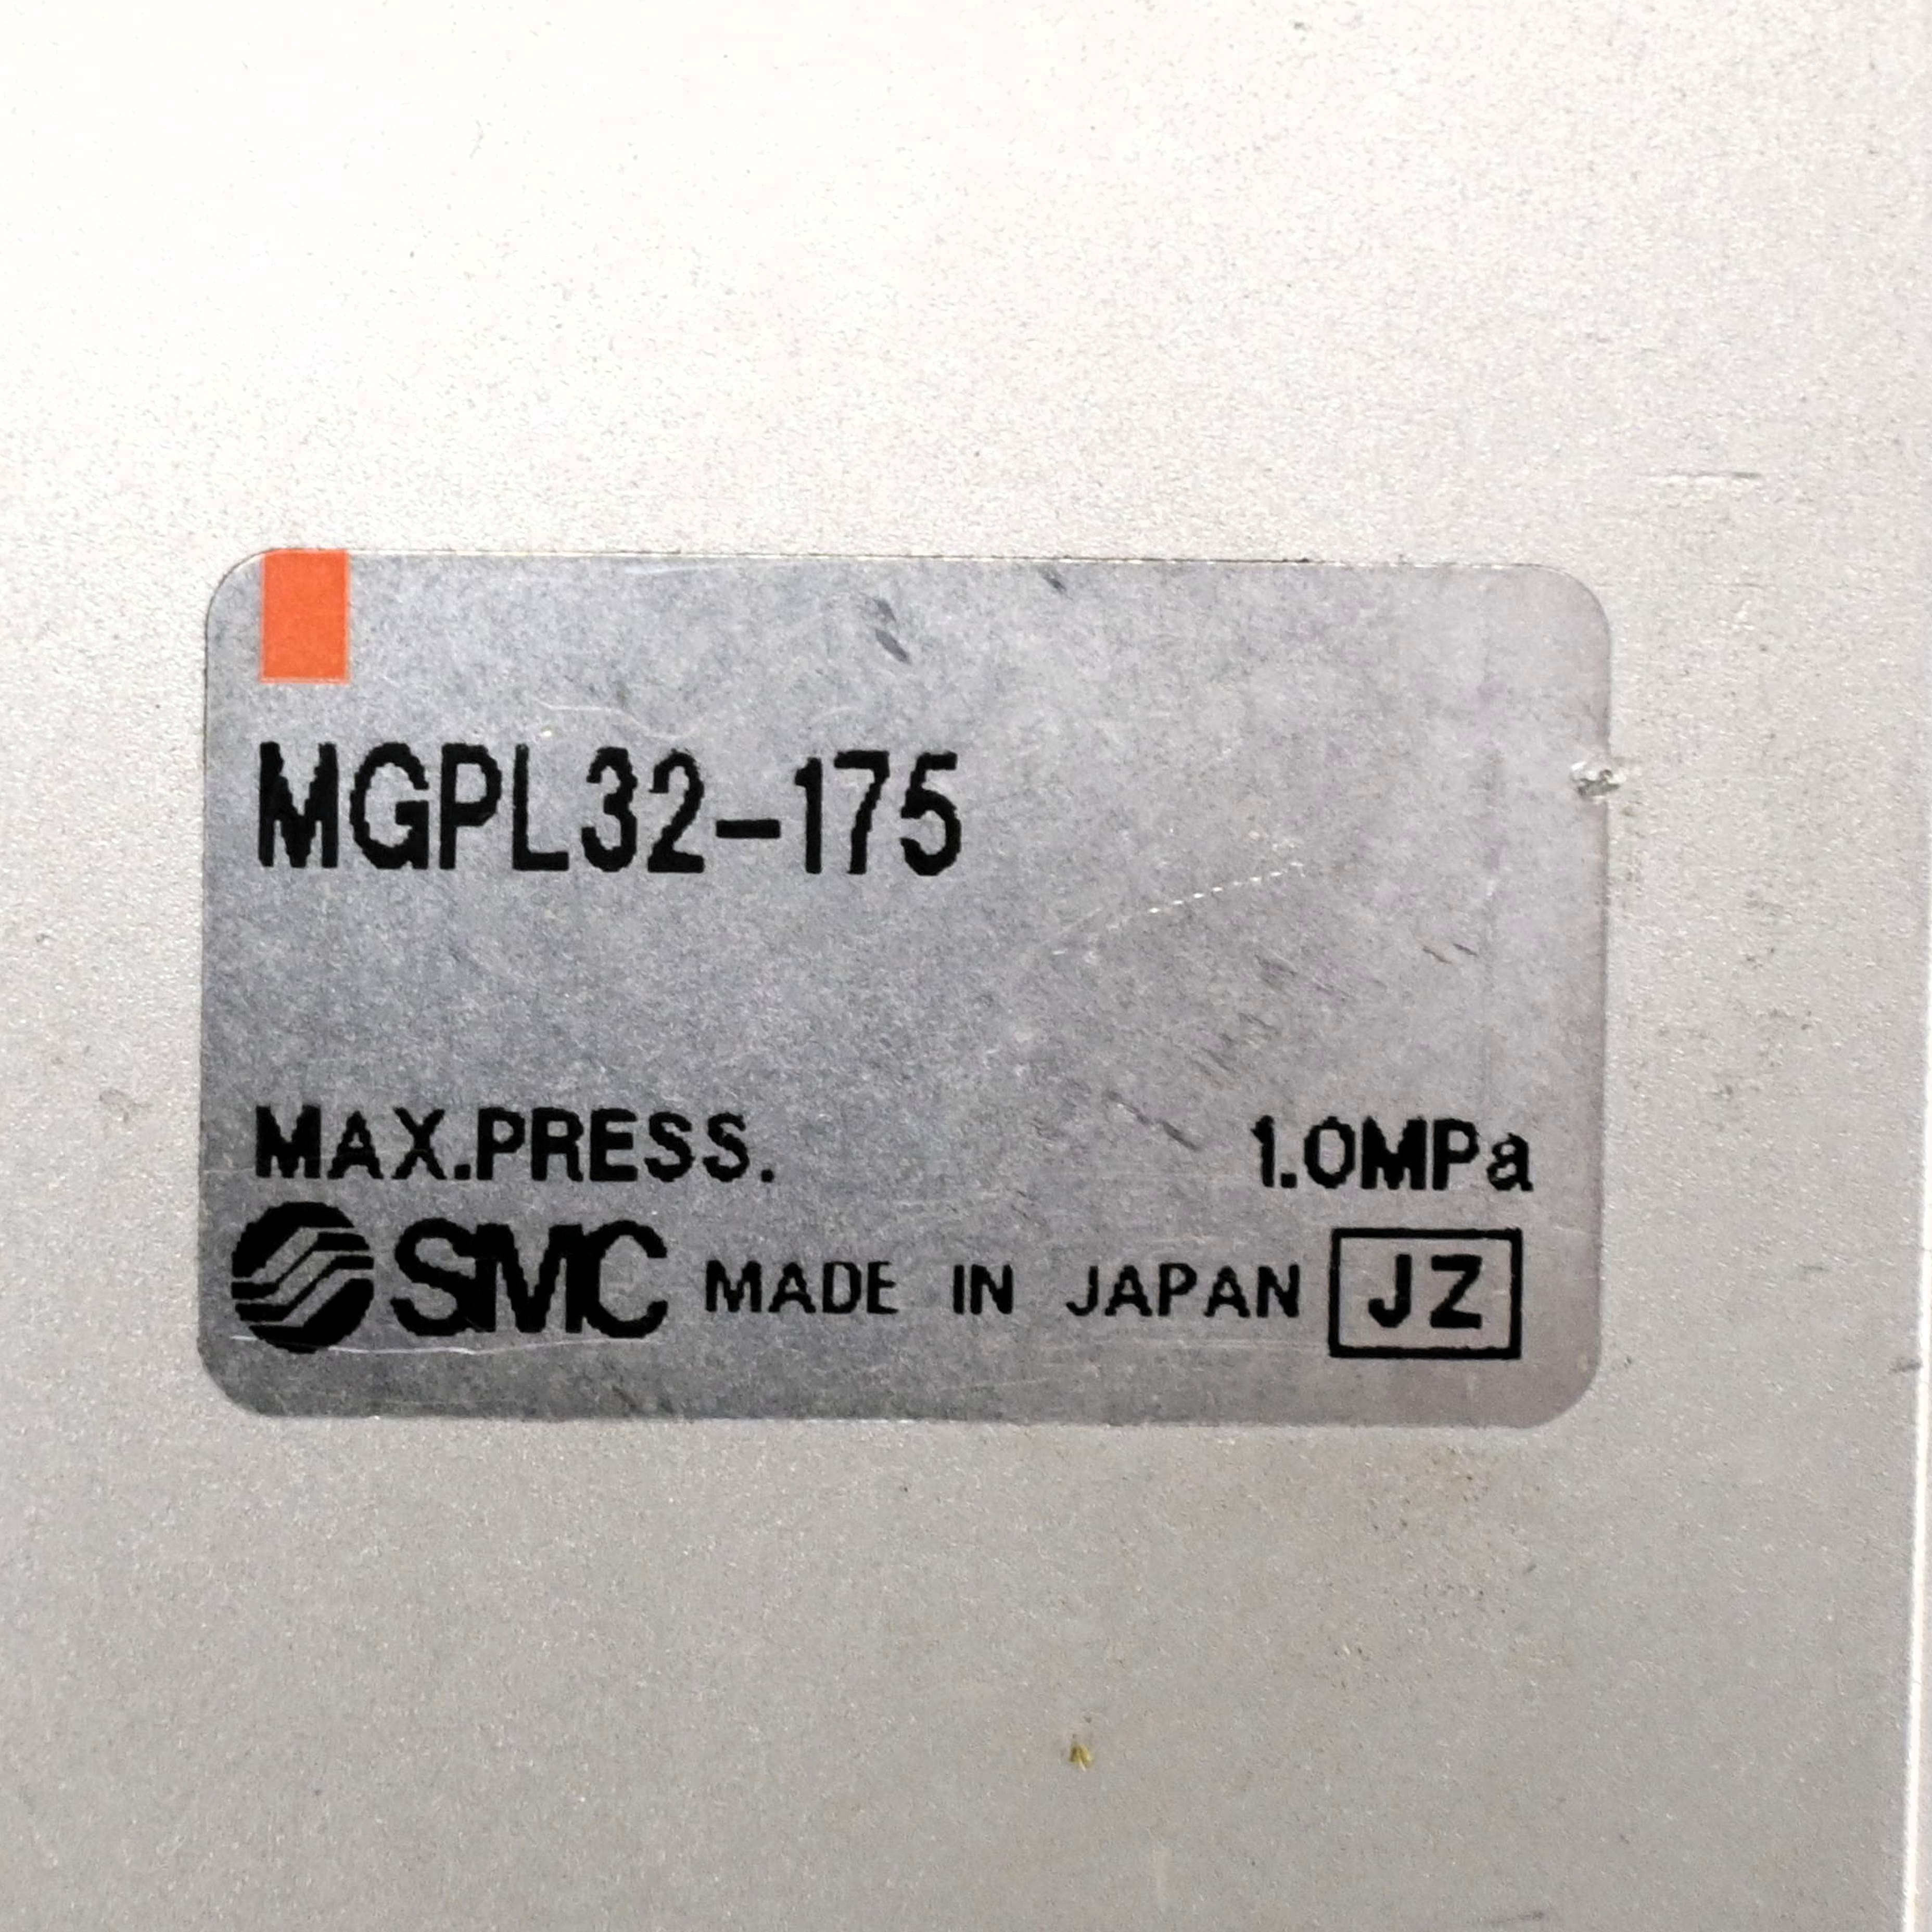 MGPL32-175
MAX.PRESS. 1.0MPa
SMC MADE IN JAPAN JZ